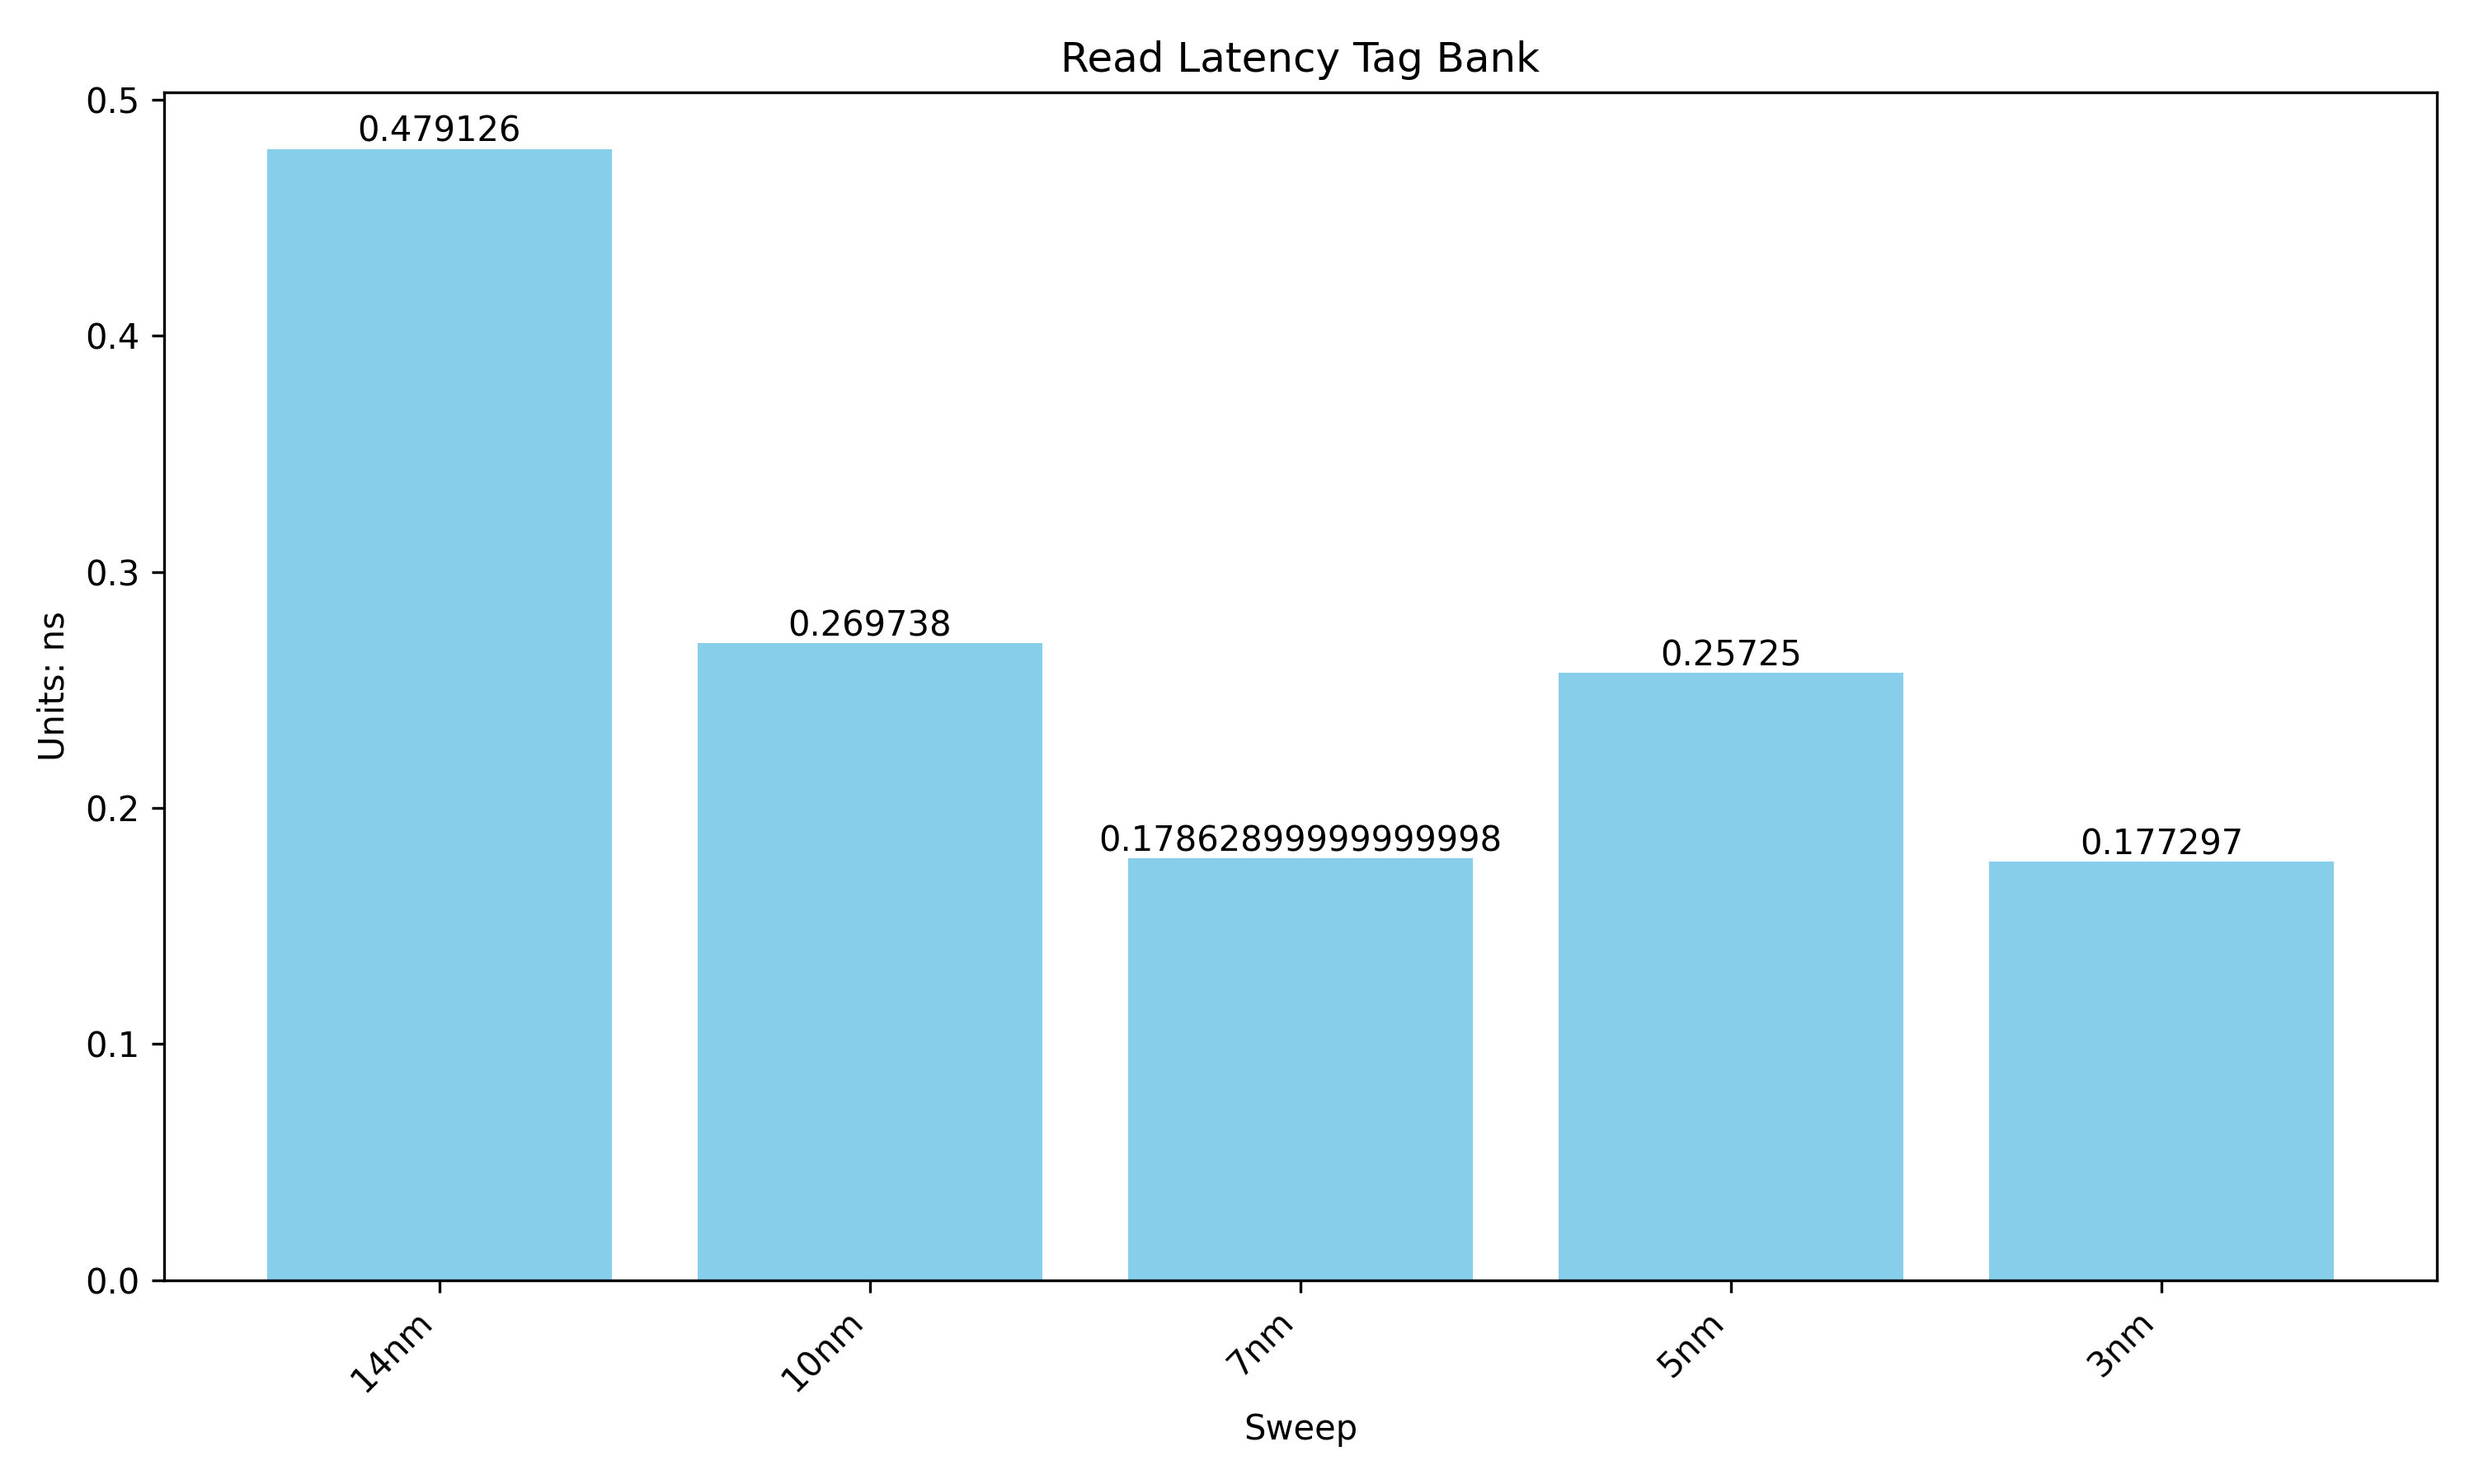 Read Latency Tag Bank
0.5
0.4
0.3
0.2
0.1
0.0
Units: ns
0.479126
0.269738
0.17862899999999998
0.25725
0.177297
14nm
10nm
7nm
5nm
3nm
Sweep